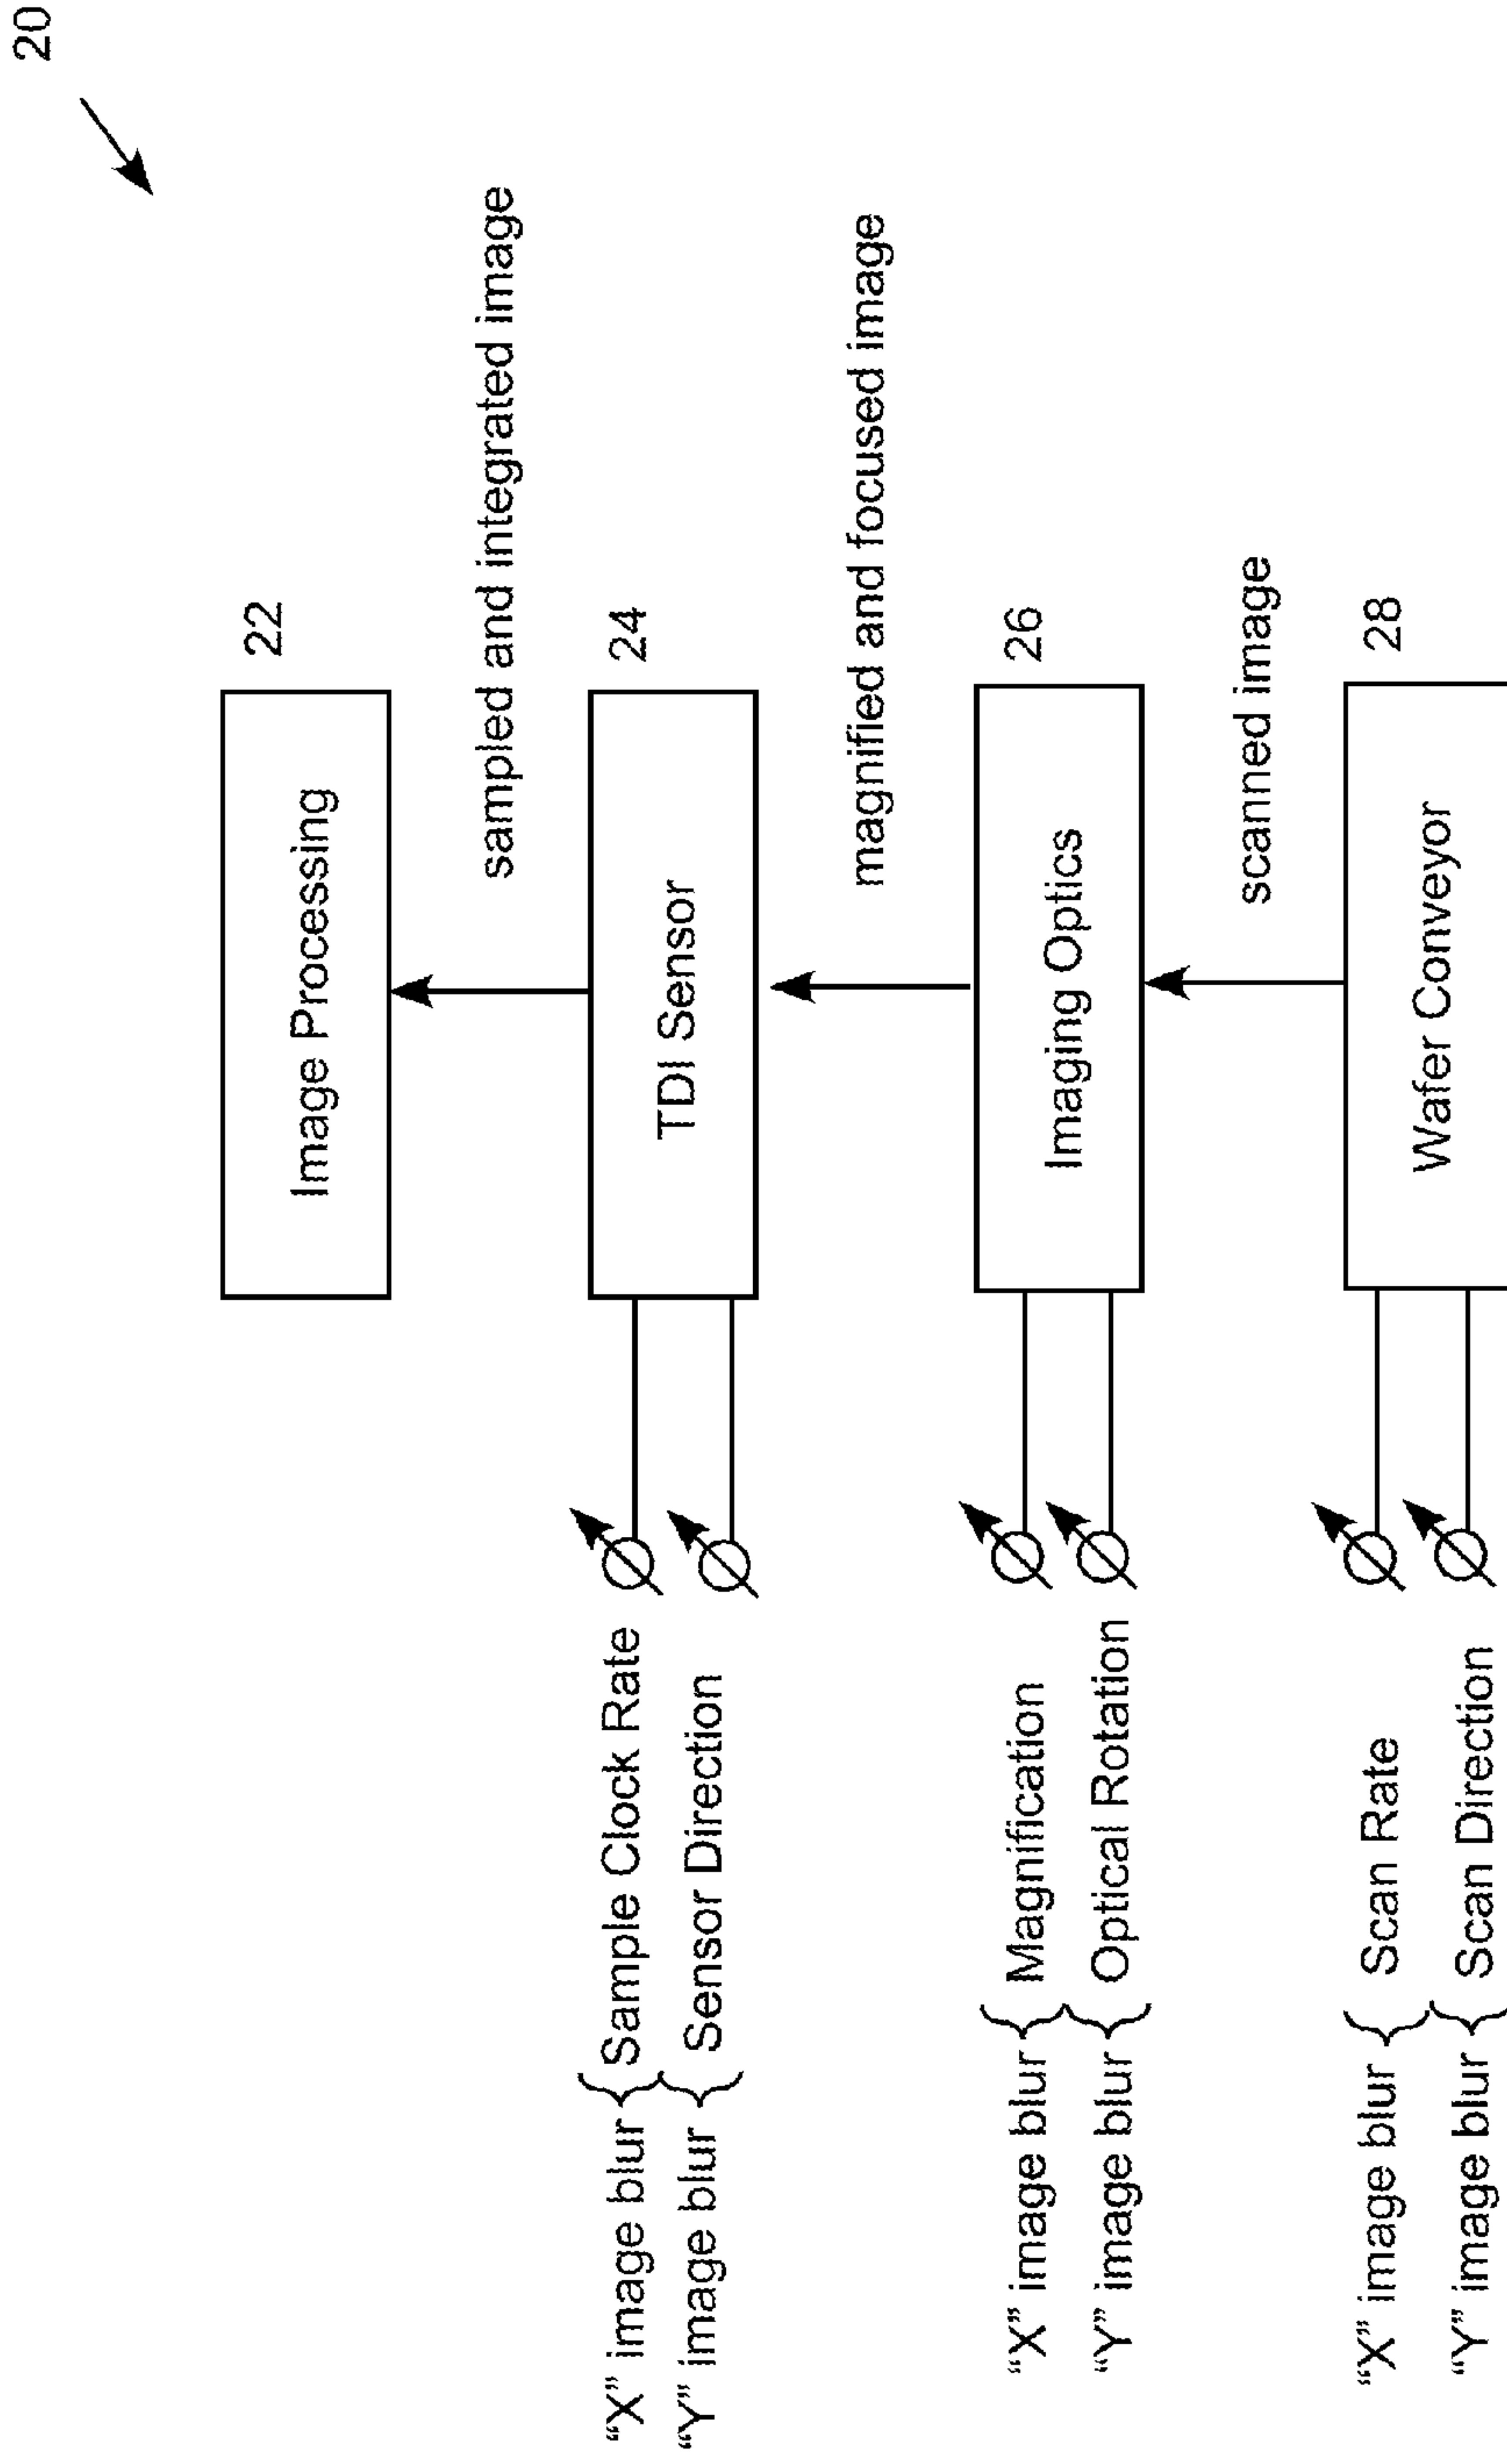 20
Image Processing
22
sampled and integrated image
"X" image blur { Sample Clock Rate
"Y" image blur { Sensor Direction
TDI Sensor
24
magnified and focused image
"X" image blur { Magnification
"Y" image blur { Optical Rotation
Imaging Optics
26
scanned image
"X" image blur { Scan Rate
"Y" image blur { Scan Direction
Wafer Conveyor
28